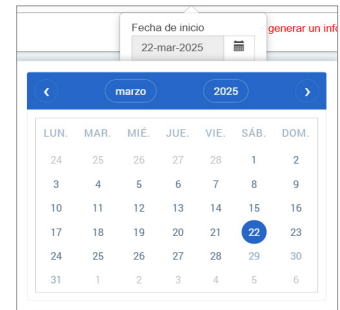 Fecha de inicio
generar un info
22-mar-2025
marzo 2025
LUN. MAR. MIÉ. JUE. VIE. SÁB. DOM.
24 25 26 27 28 1 2
3 4 5 6 7 8 9
10 11 12 13 14 15 16
17 18 19 20 21 22 23
24 25 26 27 28 29 30
31 1 2 3 4 5 6